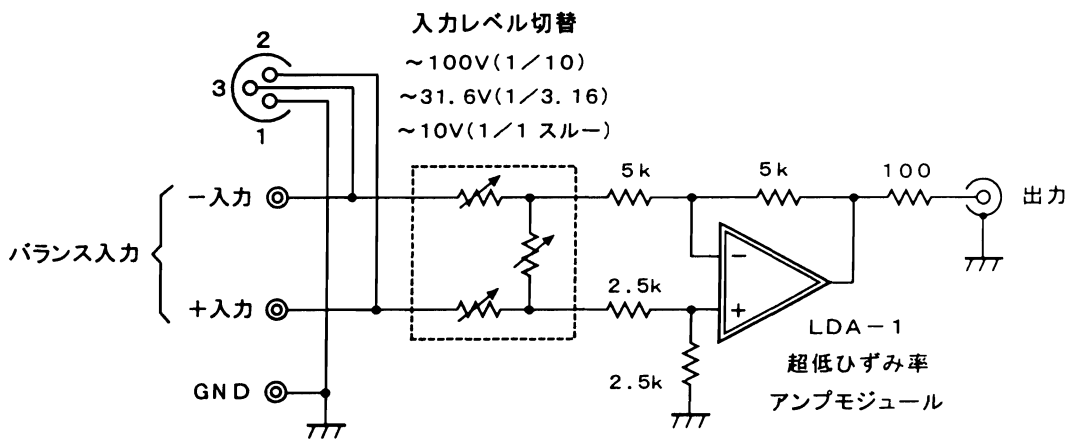 入力レベル切替
～100V(1／10)
～31.6V(1／3.16)
～10V(1／1 スルー)
2
3
1
バランス入力
－入力
＋入力
GND
5k
5k
100
出力
2.5k
2.5k
－
＋
LDA－1
超低ひずみ率
アンプモジュール